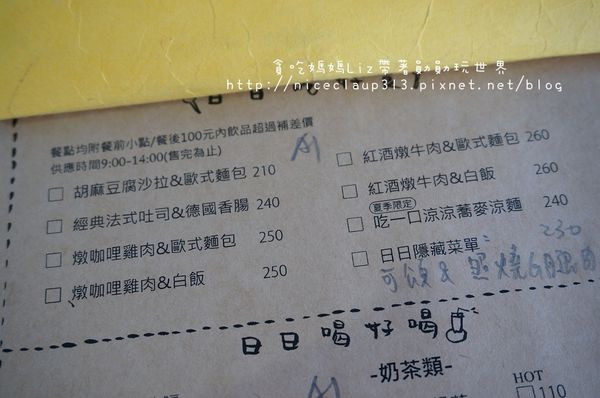 貪吃媽媽Liz帶著勛勛玩世界
http://niceclaup313.pixnet.net/blog
餐點均附餐前小點/餐後100元內飲品超過補差價
供應時間9:00-14:00(售完為止)
A1
胡麻豆腐沙拉&歐式麵包 210
經典法式吐司&德國香腸 240
燉咖哩雞肉&歐式麵包 250
燉咖哩雞肉&白飯 250
紅酒燉牛肉&歐式麵包 260
紅酒燉牛肉&白飯 260
夏季限定
吃一口涼涼蕎麥涼麵 240
日日隱藏菜單 230
日日喝好喝
-奶茶類-
A1
HOT
110